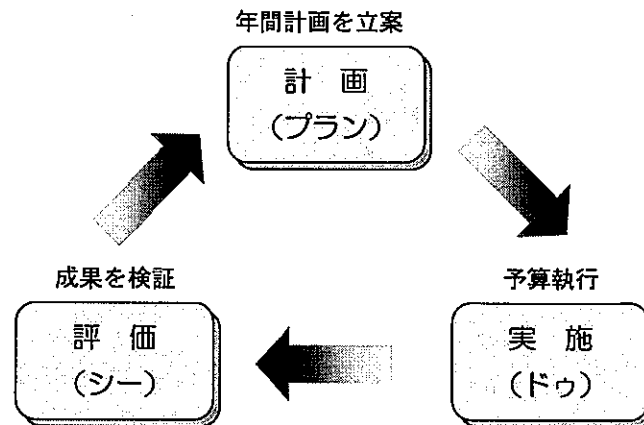 年間計画を立案
計画
(プラン)
成果を検証
予算執行
評価
(シー)
実施
(ドゥ)